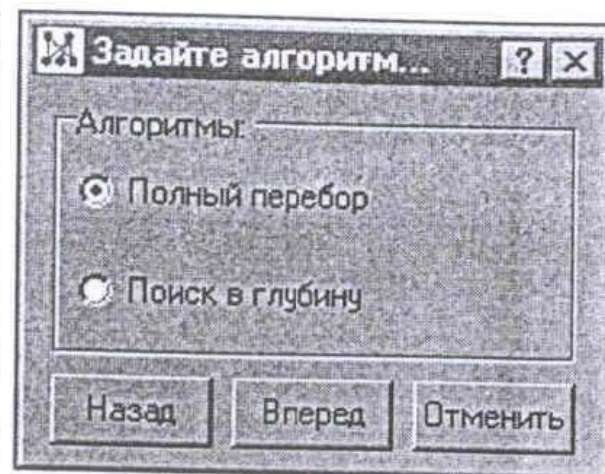 Задайте алгоритм...
Алгоритмы:
Полный перебор
Поиск в глубину
Назад Вперед Отменить